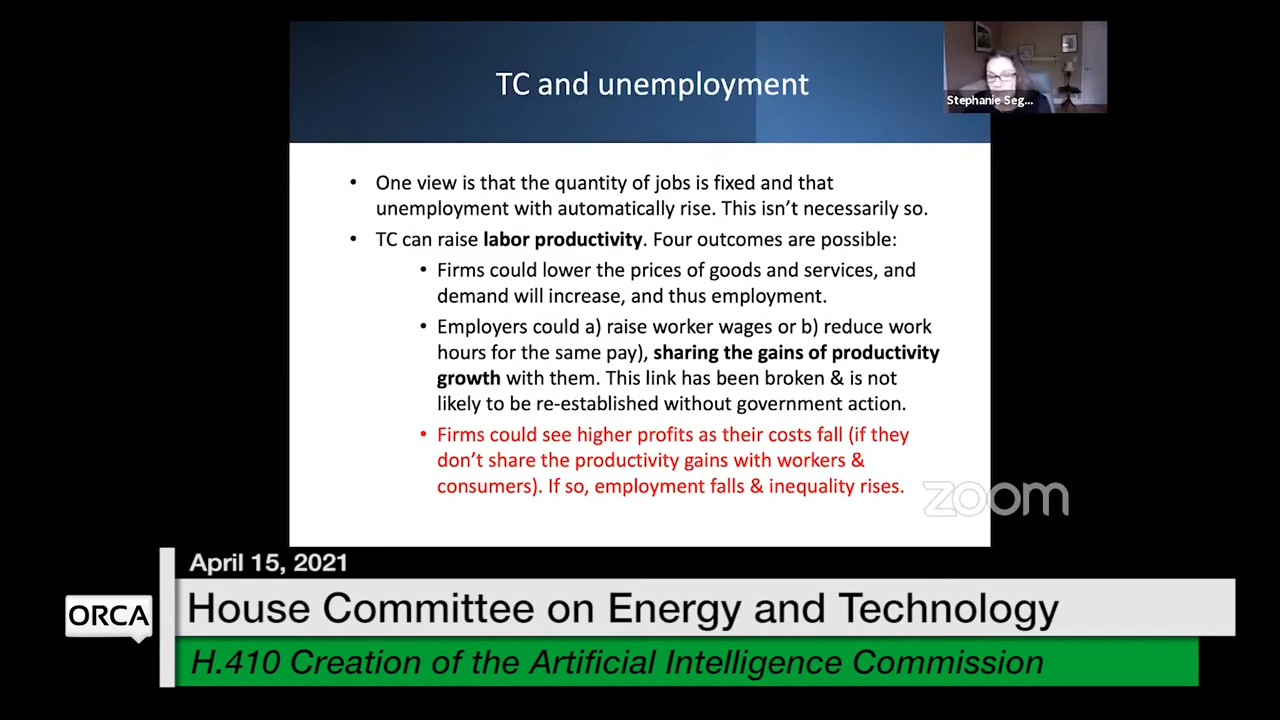 TC and unemployment
Stephanie Seg...
• One view is that the quantity of jobs is fixed and that
unemployment with automatically rise. This isn't necessarily so.
• TC can raise labor productivity. Four outcomes are possible:
• Firms could lower the prices of goods and services, and
demand will increase, and thus employment.
• Employers could a) raise worker wages or b) reduce work
hours for the same pay), sharing the gains of productivity
growth with them. This link has been broken & is not
likely to be re-established without government action.
• Firms could see higher profits as their costs fall (if they
don't share the productivity gains with workers &
consumers). If so, employment falls & inequality rises.
zoom
April 15, 2021
ORCA
House Committee on Energy and Technology
H.410 Creation of the Artificial Intelligence Commission